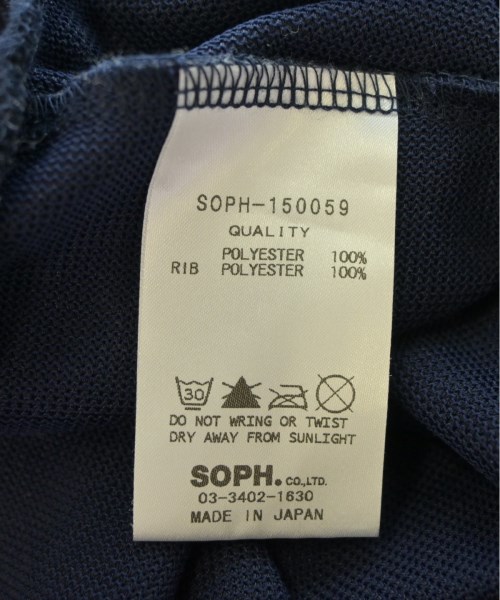 SOPH-150059
QUALITY
POLYESTER 100%
RIB POLYESTER 100%
30
DO NOT WRING OR TWIST
DRY AWAY FROM SUNLIGHT
SOPH. CO.,LTD.
03-3402-1630
MADE IN JAPAN